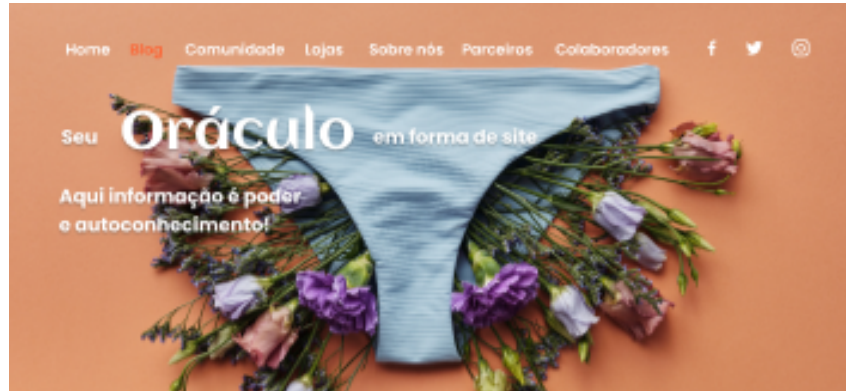 Home Blog Comunidade Lojas Sobre nós Parceiros Colaboradores
Seu Oráculo em forma de site
Aqui informação é poder
e autoconhecimento!